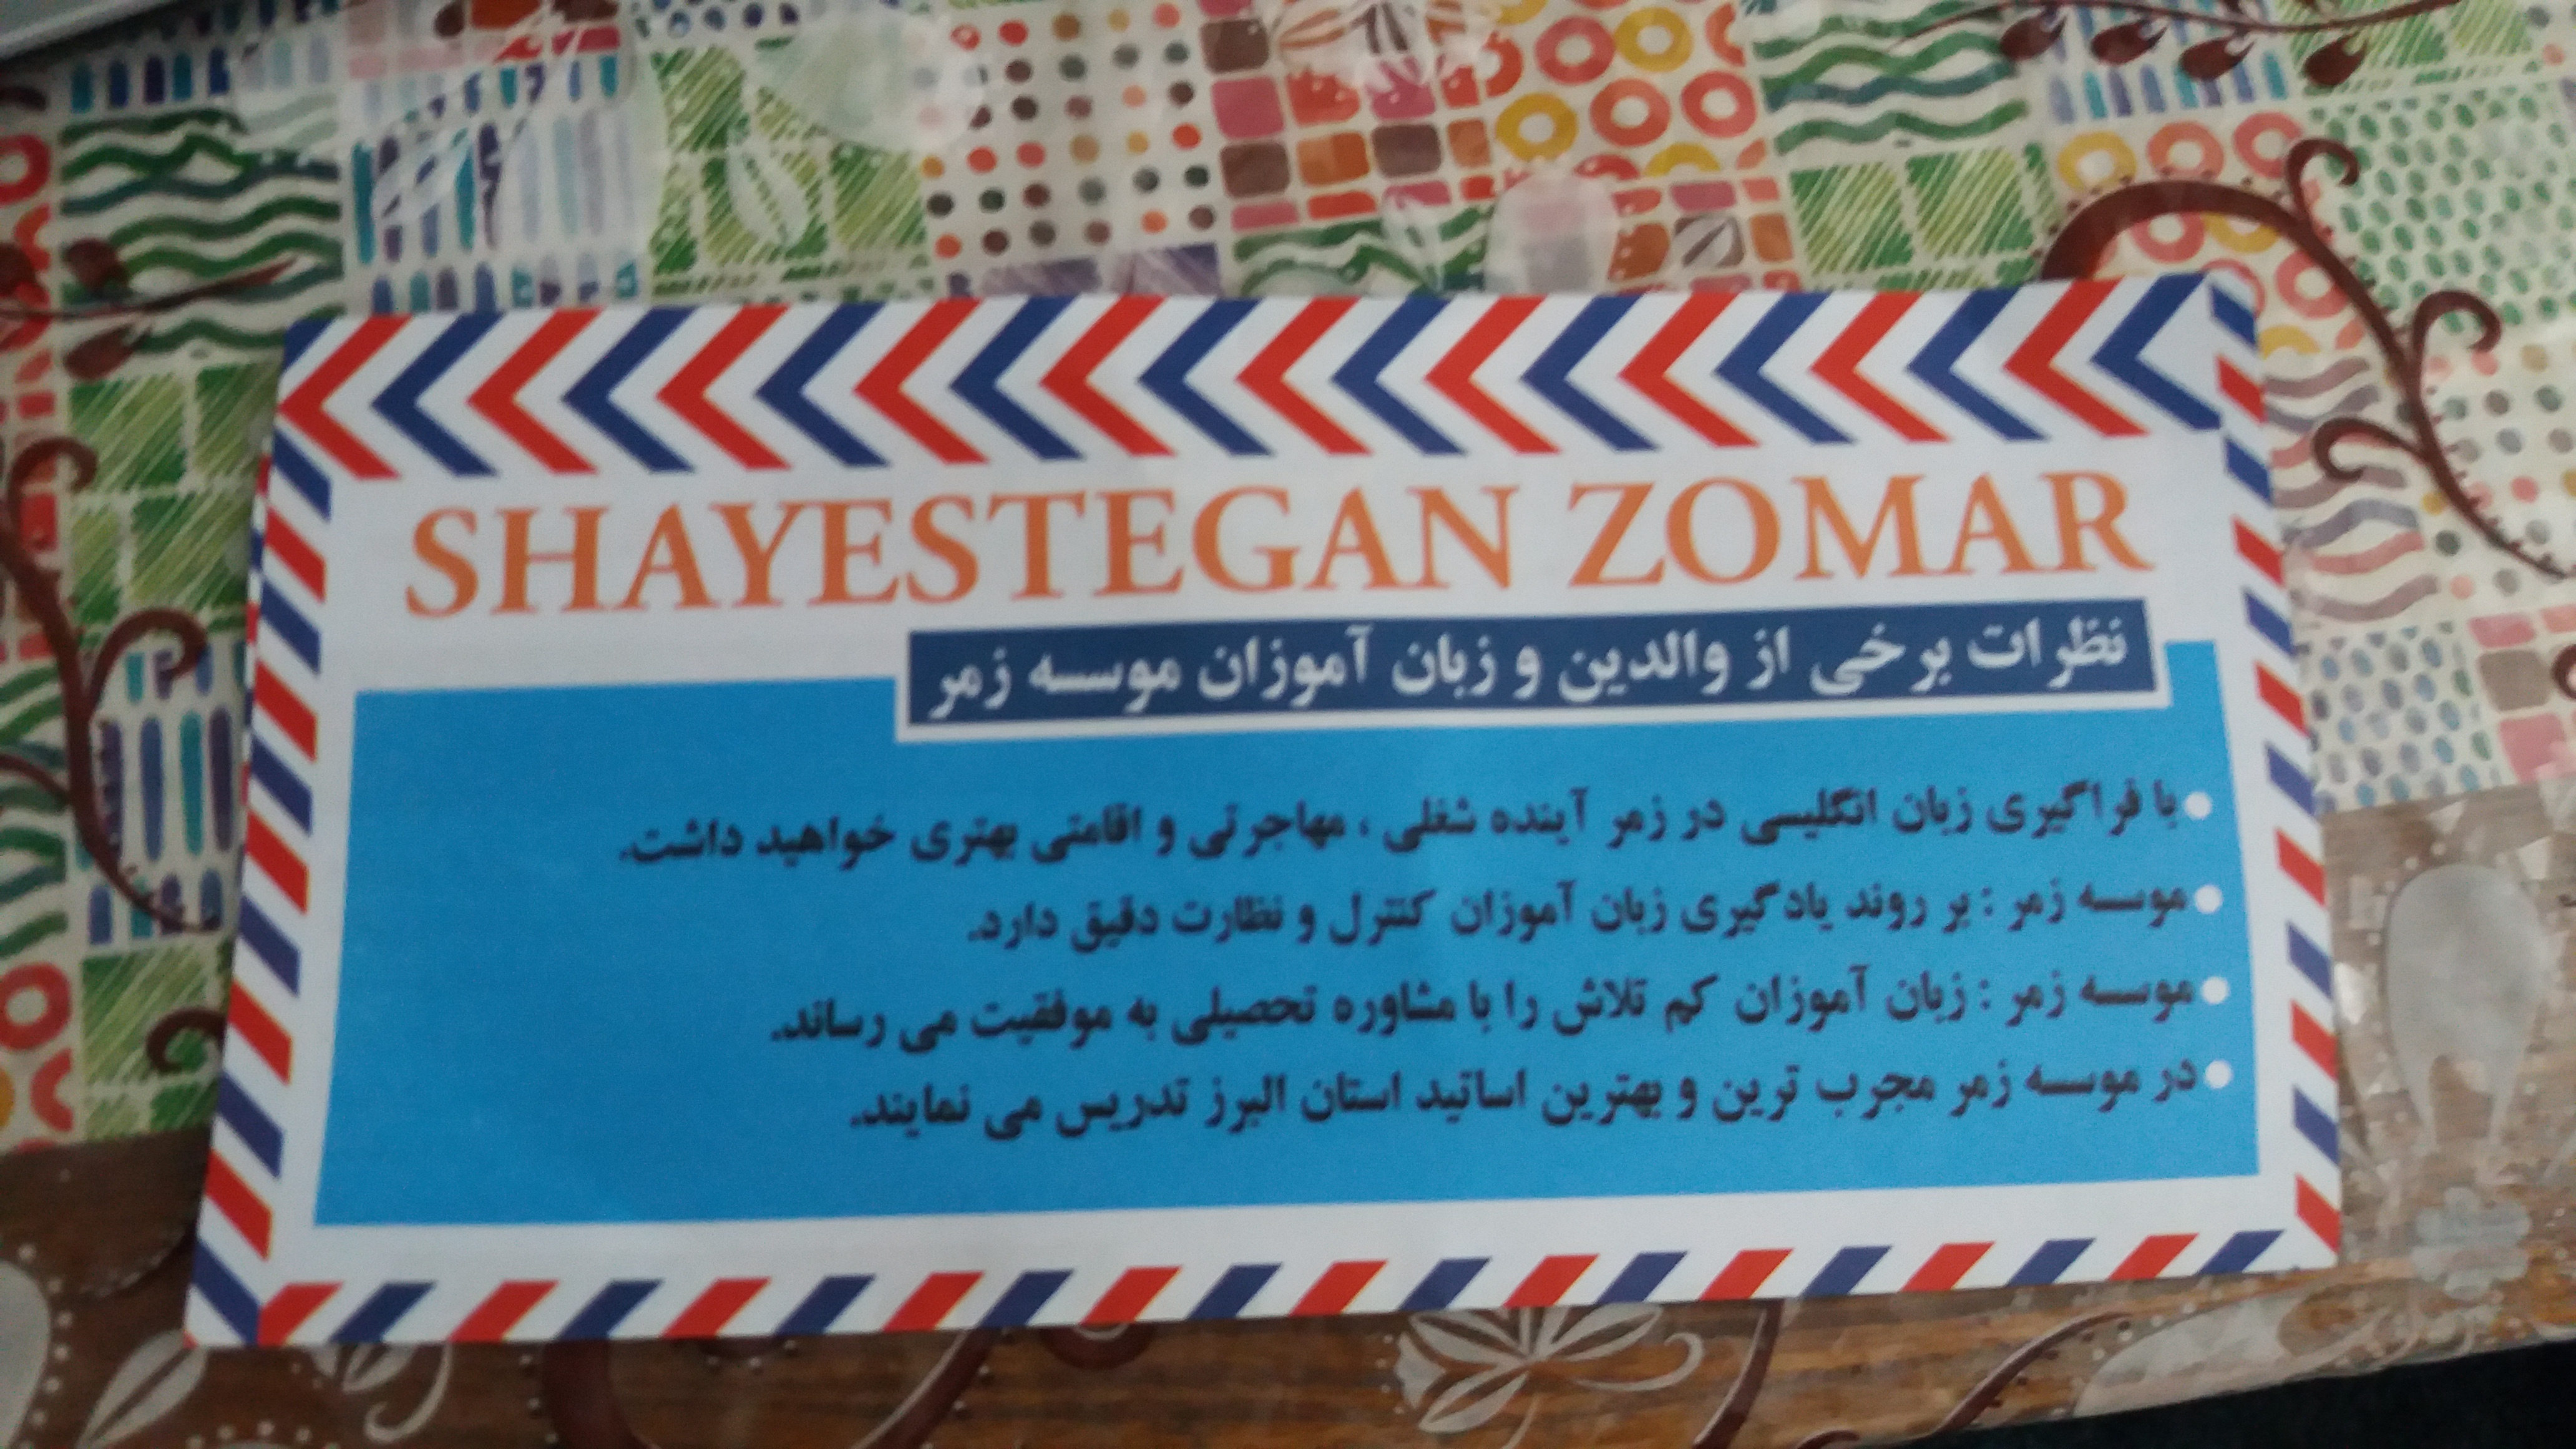 SHAYESTEGAN ZOMAR
نظرات برخی از والدین و زبان آموزان موسسه زمر
با فراگیری زبان انگلیسی در زمر آینده شغلی ، مهاجرتی و اقامتی بهتری خواهید داشت.
موسسه زمر : بر روند یادگیری زبان آموزان کنترل و نظارت دقیق دارد.
موسسه زمر : زبان آموزان کم تلاش را با مشاوره تحصیلی به موفقیت می رساند.
در موسسه زمر مجرب ترین و بهترین اساتید استان البرز تدریس می نمایند.